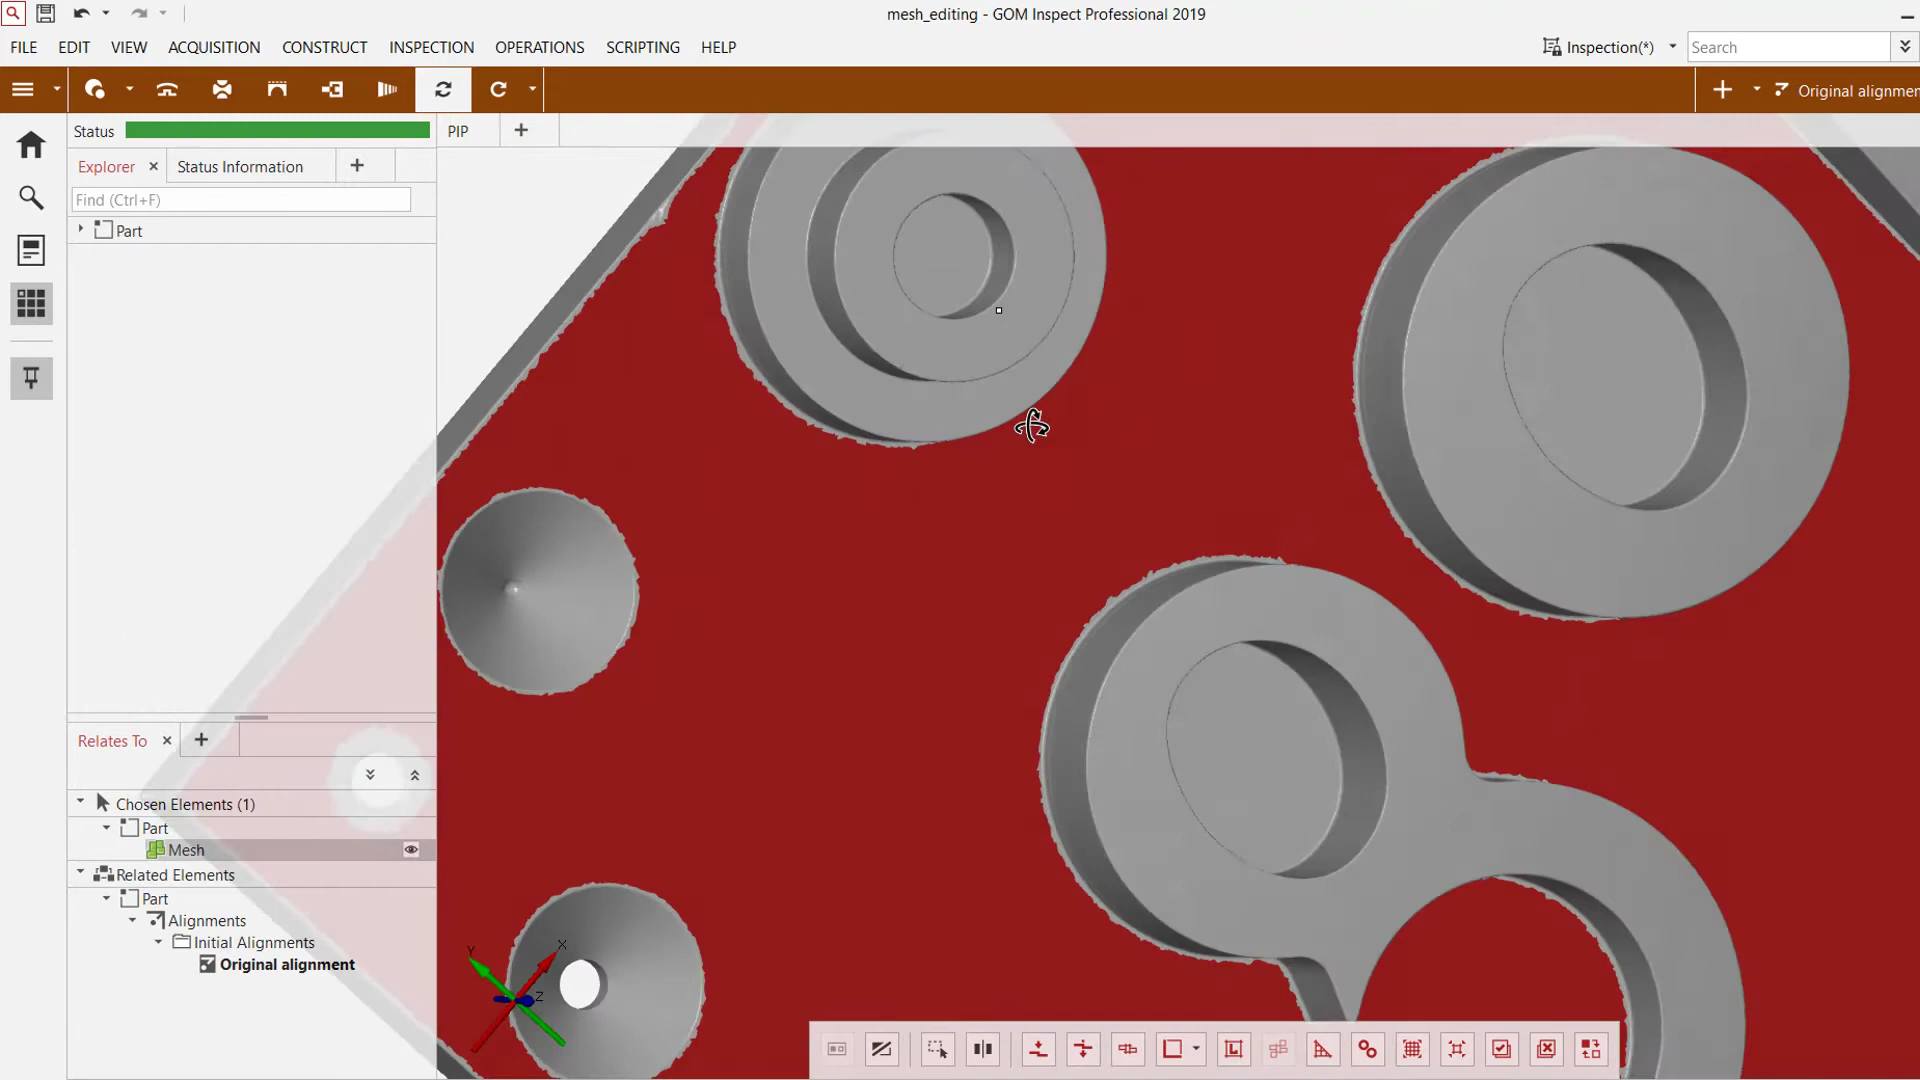 mesh_editing - GOM Inspect Professional 2019
FILE EDIT VIEW ACQUISITION CONSTRUCT INSPECTION OPERATIONS SCRIPTING HELP
Inspection(*) Search
Original alignmen
Status
PIP
Explorer Status Information
Find (Ctrl+F)
Part
Relates To
Chosen Elements (1)
Part
Mesh
Related Elements
Part
Alignments
Initial Alignments
Original alignment
Y
X
Z